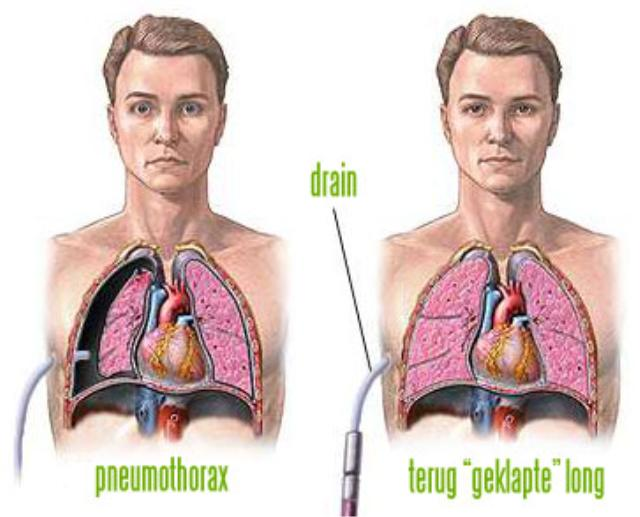 drain
pneumothorax
terug “geklapte” long